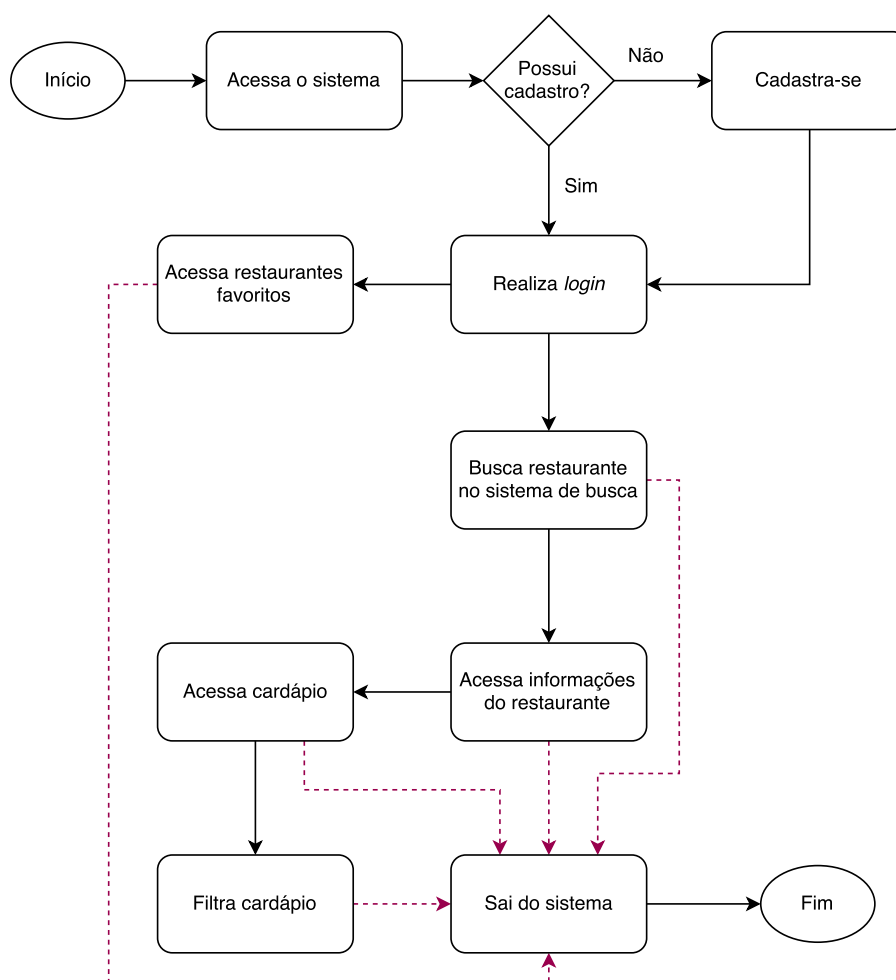 Início
Acessa o sistema
Possui
cadastro?
Não
Cadastra-se
Sim
Acessa restaurantes
favoritos
Realiza login
Busca restaurante
no sistema de busca
Acessa cardápio
Acessa informações
do restaurante
Filtra cardápio
Sai do sistema
Fim